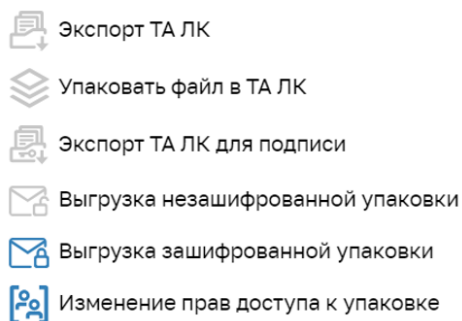 Экспорт ТА ЛК
Упаковать файл в ТА ЛК
Экспорт ТА ЛК для подписи
Выгрузка незашифрованной упаковки
Выгрузка зашифрованной упаковки
Изменение прав доступа к упаковке